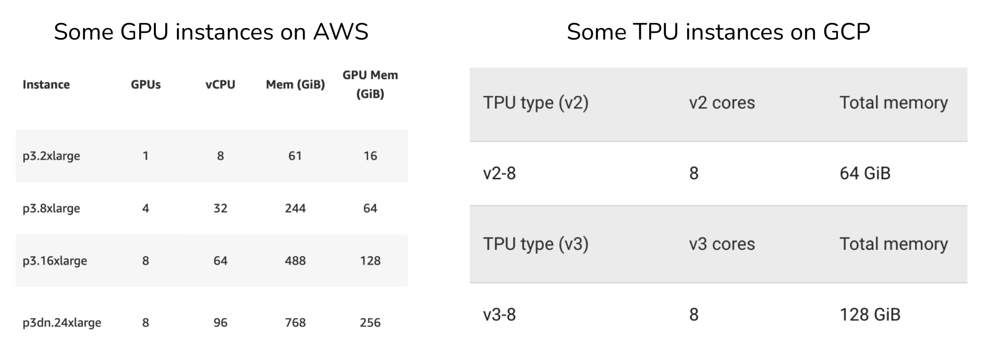 Some GPU instances on AWS
Instance GPUs vCPU Mem (GiB) GPU Mem (GiB)
p3.2xlarge 1 8 61 16
p3.8xlarge 4 32 244 64
p3.16xlarge 8 64 488 128
p3dn.24xlarge 8 96 768 256
Some TPU instances on GCP
TPU type (v2) v2 cores Total memory
v2-8 8 64 GiB
TPU type (v3) v3 cores Total memory
v3-8 8 128 GiB